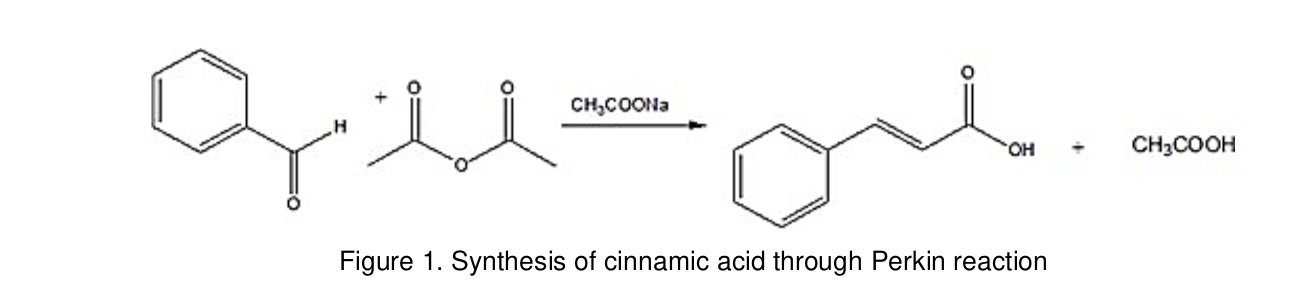 O
O
O
+
CH₃COONa
H
O
OH
+
CH₃COOH
O
O
Figure 1. Synthesis of cinnamic acid through Perkin reaction